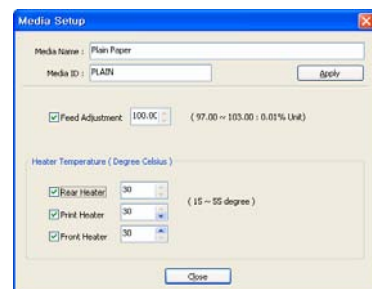 Media Setup
Media Name : Plain Paper
Media ID : PLAIN Apply
Feed Adjustment 100.0 ( 97.00 ~ 103.00 : 0.01% Unit)
Heater Temperature ( Degree Celsius )
Rear Heater 30
( 15 ~ 55 degree )
Print Heater 30
Front Heater 30
Close